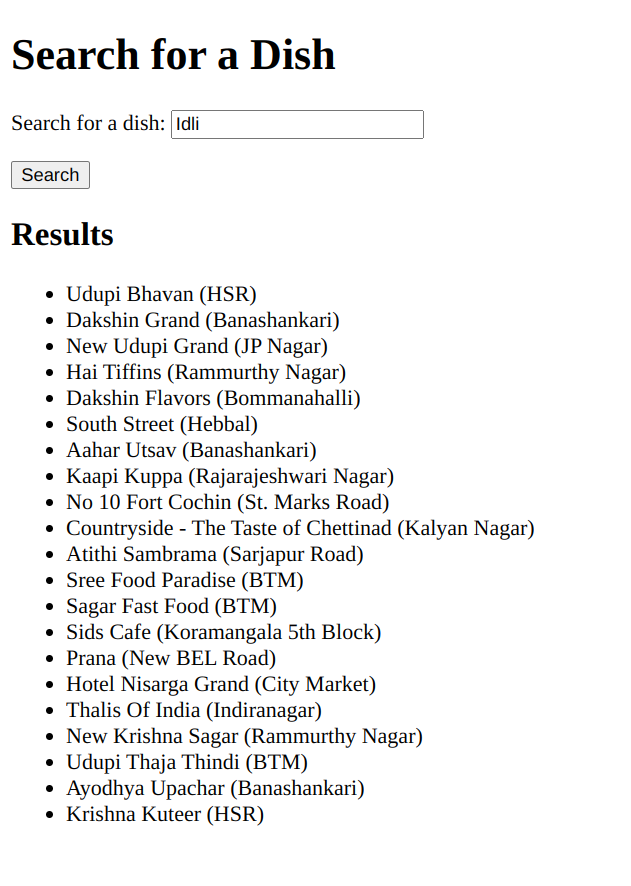 Search for a Dish
Search for a dish: Idli
Search
Results
Udupi Bhavan (HSR)
Dakshin Grand (Banashankari)
New Udupi Grand (JP Nagar)
Hai Tiffins (Rammurthy Nagar)
Dakshin Flavors (Bommanahalli)
South Street (Hebbal)
Aahar Utsav (Banashankari)
Kaapi Kuppa (Rajarajeshwari Nagar)
No 10 Fort Cochin (St. Marks Road)
Countryside - The Taste of Chettinad (Kalyan Nagar)
Atithi Sambrama (Sarjapur Road)
Sree Food Paradise (BTM)
Sagar Fast Food (BTM)
Sids Cafe (Koramangala 5th Block)
Prana (New BEL Road)
Hotel Nisarga Grand (City Market)
Thalis Of India (Indiranagar)
New Krishna Sagar (Rammurthy Nagar)
Udupi Thaja Thindi (BTM)
Ayodhya Upachar (Banashankari)
Krishna Kuteer (HSR)